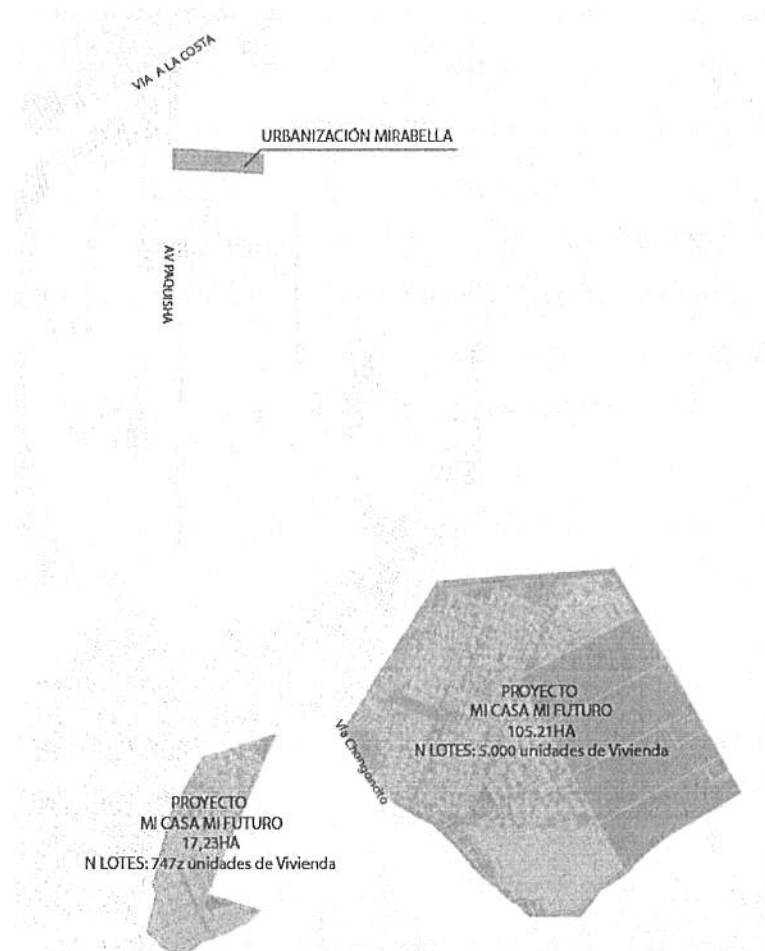 VIA A LA COSTA
URBANIZACIÓN MIRABELLA
AV PAQUISHA
PROYECTO
MI CASA MI FUTURO
105.21HA
N LOTES: 5.000 unidades de Vivienda
Vía Chongoncito
PROYECTO
MI CASA MI FUTURO
17,23HA
N LOTES: 747z unidades de Vivienda